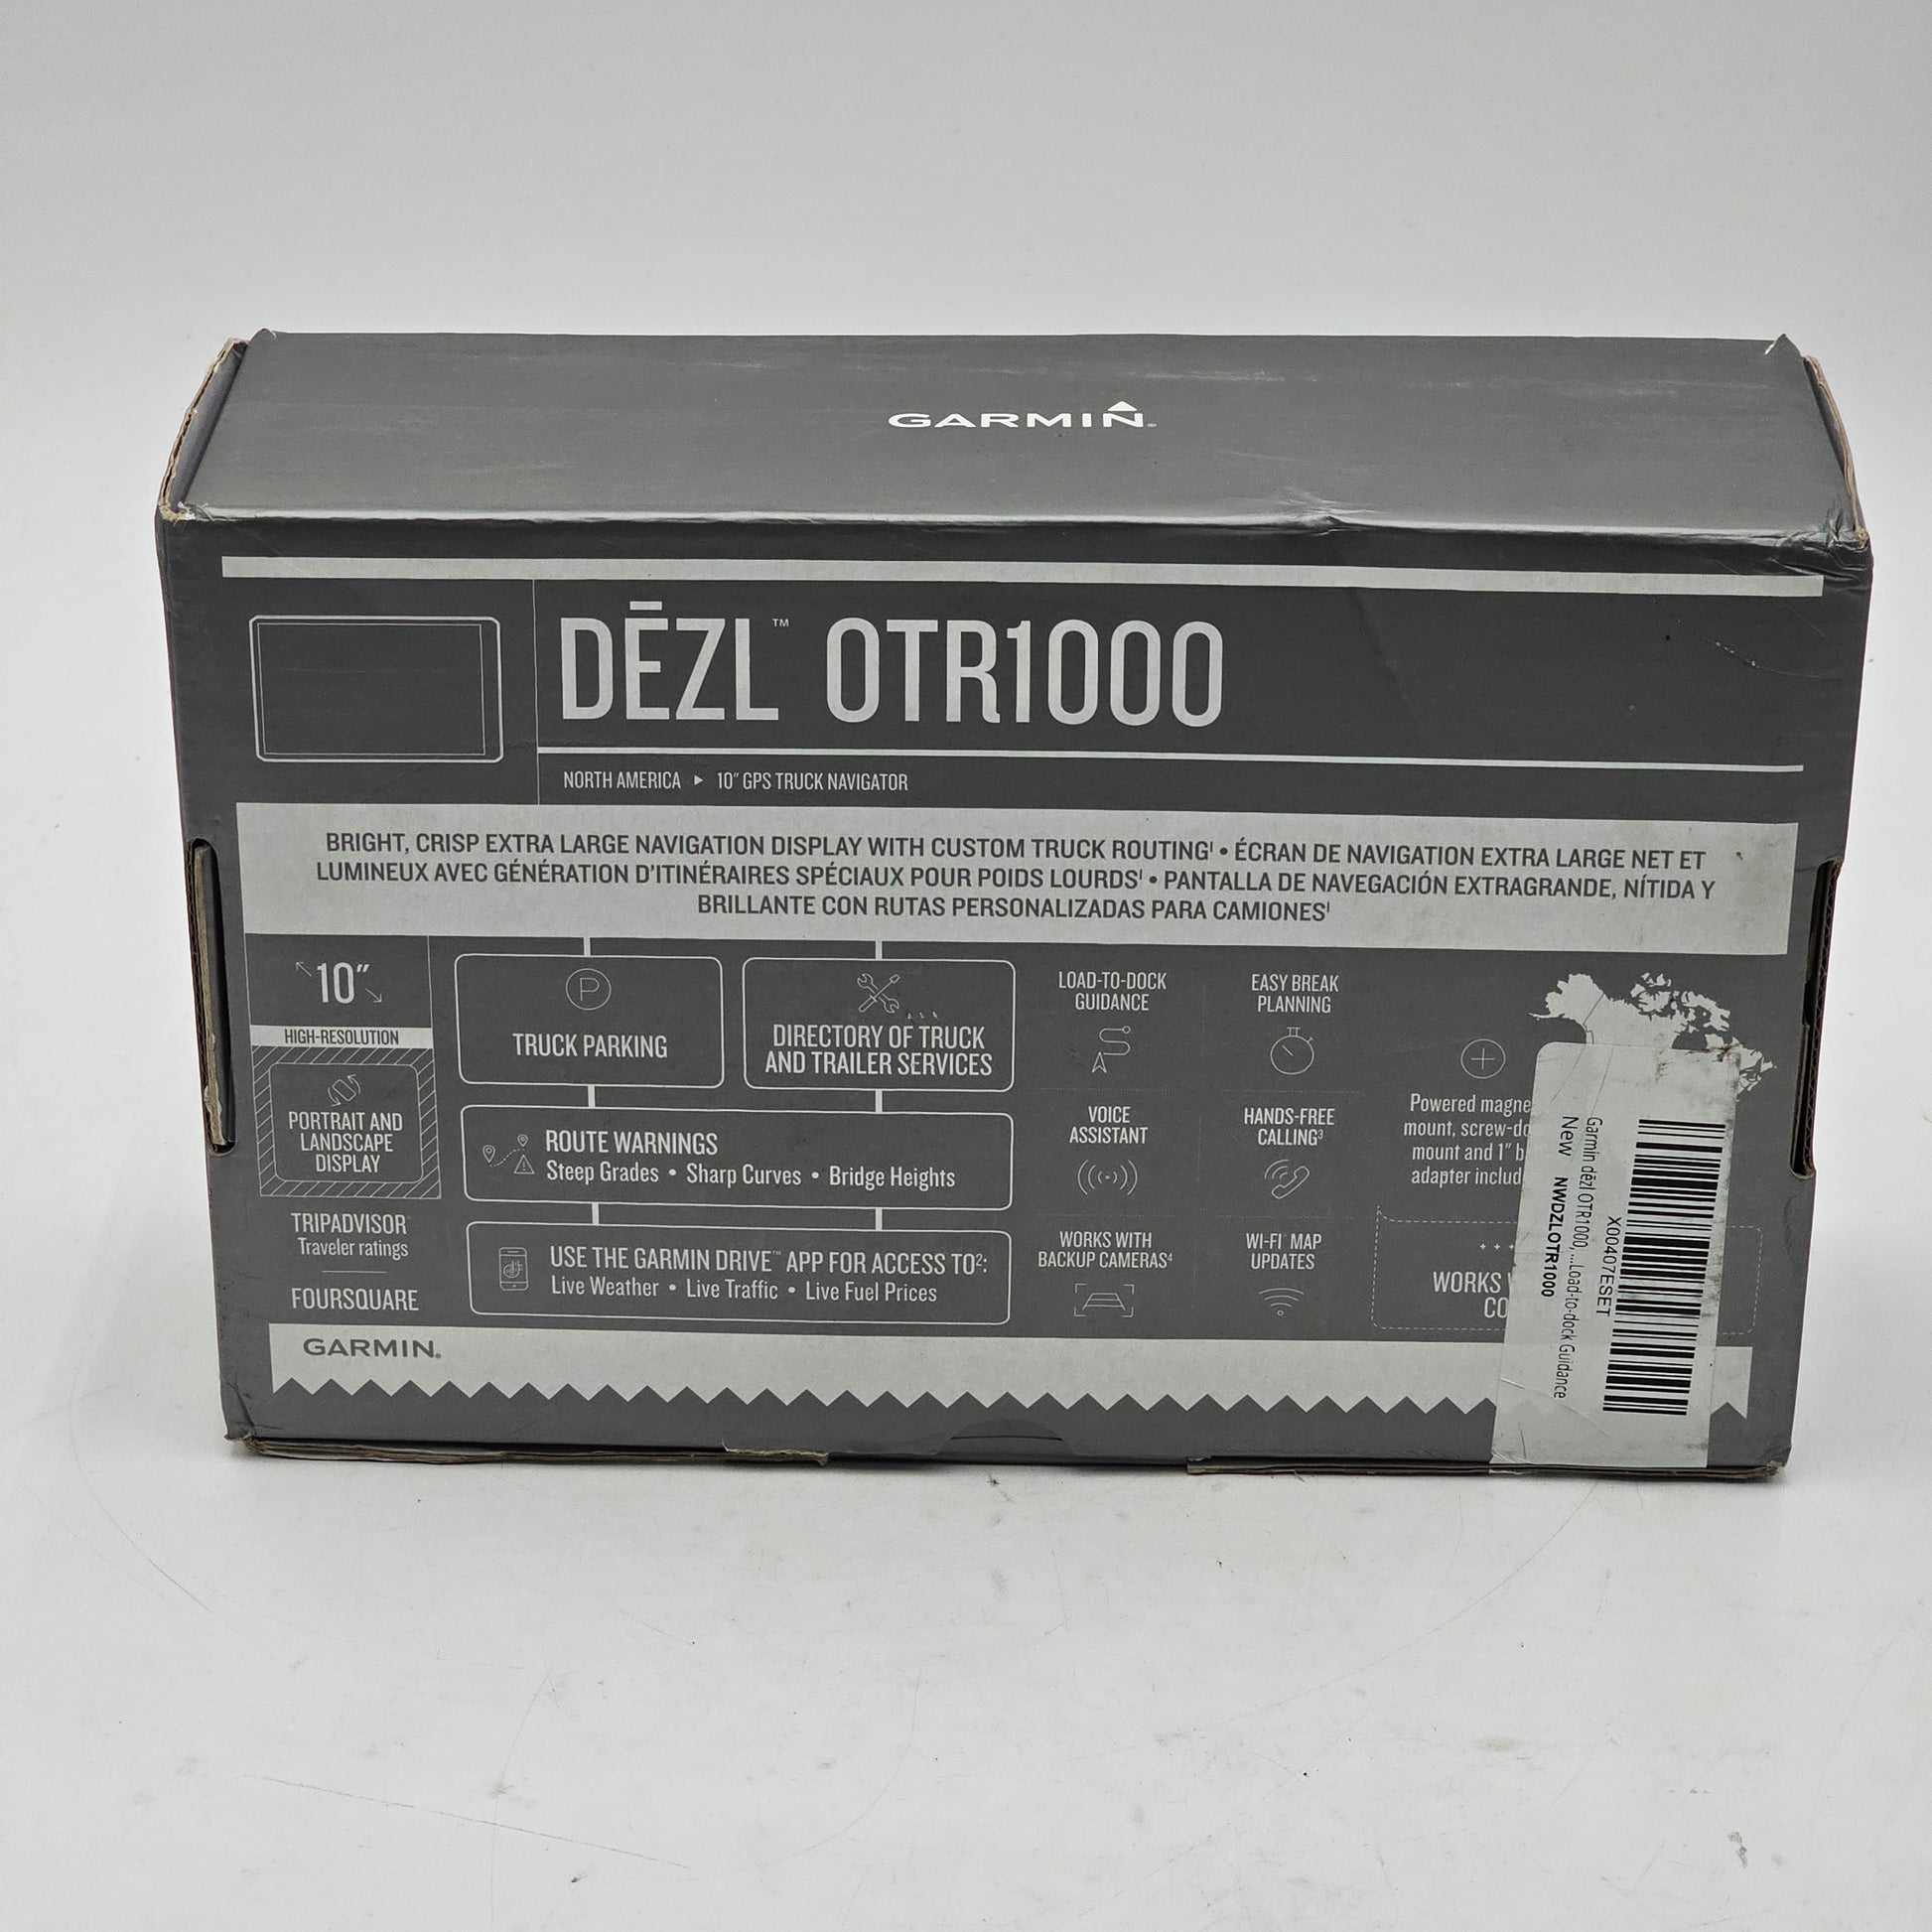 GARMIN
DĒZL™ OTR1000
NORTH AMERICA ▸ 10" GPS TRUCK NAVIGATOR
BRIGHT, CRISP EXTRA LARGE NAVIGATION DISPLAY WITH CUSTOM TRUCK ROUTING¹ • ÉCRAN DE NAVIGATION EXTRA LARGE NET ET
LUMINEUX AVEC GÉNÉRATION D'ITINÉRAIRES SPÉCIAUX POUR POIDS LOURDS¹ • PANTALLA DE NAVEGACIÓN EXTRAGRANDE, NÍTIDA Y
BRILLANTE CON RUTAS PERSONALIZADAS PARA CAMIONES¹
10"
HIGH-RESOLUTION
PORTRAIT AND
LANDSCAPE
DISPLAY
TRIPADVISOR
Traveler ratings
FOURSQUARE
P
TRUCK PARKING
DIRECTORY OF TRUCK
AND TRAILER SERVICES
ROUTE WARNINGS
Steep Grades • Sharp Curves • Bridge Heights
USE THE GARMIN DRIVE™ APP FOR ACCESS TO²:
Live Weather • Live Traffic • Live Fuel Prices
LOAD-TO-DOCK
GUIDANCE
EASY BREAK
PLANNING
VOICE
ASSISTANT
HANDS-FREE
CALLING³
WORKS WITH
BACKUP CAMERAS⁴
WI-FI MAP
UPDATES
Powered magne
mount, screw-do
mount and 1" b
adapter includ
WORKS
CO
X00407ESET
Garmin dēzl OTR1000,...Load-to-dock Guidance
New NWDZLOTR1000
GARMIN